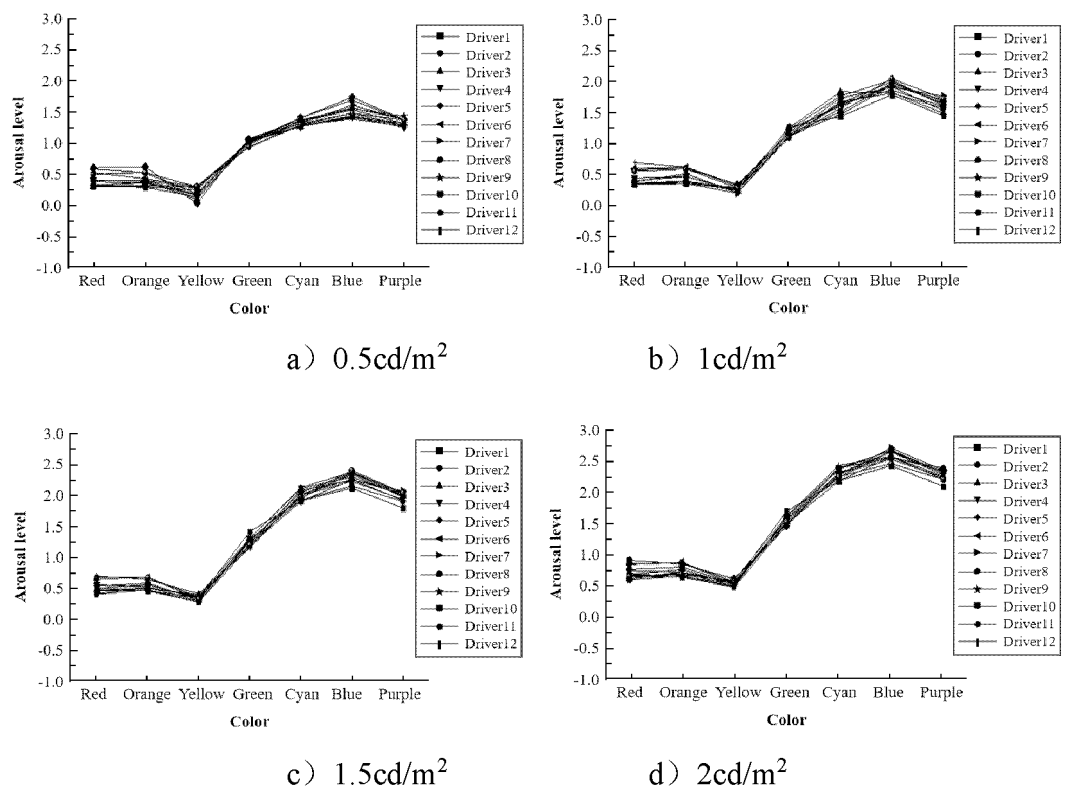 3.0
2.5
2.0
1.5
1.0
0.5
0.0
-0.5
-1.0
Arousal level
Red Orange Yellow Green Cyan Blue Purple
Color
Driver1
Driver2
Driver3
Driver4
Driver5
Driver6
Driver7
Driver8
Driver9
Driver10
Driver11
Driver12
a）0.5cd/m²
3.0
2.5
2.0
1.5
1.0
0.5
0.0
-0.5
-1.0
Arousal level
Red Orange Yellow Green Cyan Blue Purple
Color
Driver1
Driver2
Driver3
Driver4
Driver5
Driver6
Driver7
Driver8
Driver9
Driver10
Driver11
Driver12
b）1cd/m²
3.0
2.5
2.0
1.5
1.0
0.5
0.0
-0.5
-1.0
Arousal level
Red Orange Yellow Green Cyan Blue Purple
Color
Driver1
Driver2
Driver3
Driver4
Driver5
Driver6
Driver7
Driver8
Driver9
Driver10
Driver11
Driver12
c）1.5cd/m²
3.0
2.5
2.0
1.5
1.0
0.5
0.0
-0.5
-1.0
Arousal level
Red Orange Yellow Green Cyan Blue Purple
Color
Driver1
Driver2
Driver3
Driver4
Driver5
Driver6
Driver7
Driver8
Driver9
Driver10
Driver11
Driver12
d）2cd/m²